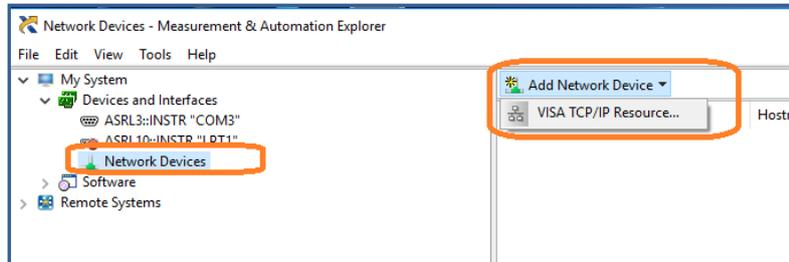 Network Devices - Measurement & Automation Explorer
File Edit View Tools Help
My System
Devices and Interfaces
ASRL3::INSTR "COM3"
ASRL10::INSTR "LPT1"
Network Devices
Software
Remote Systems
Add Network Device
VISA TCP/IP Resource...
Hostn